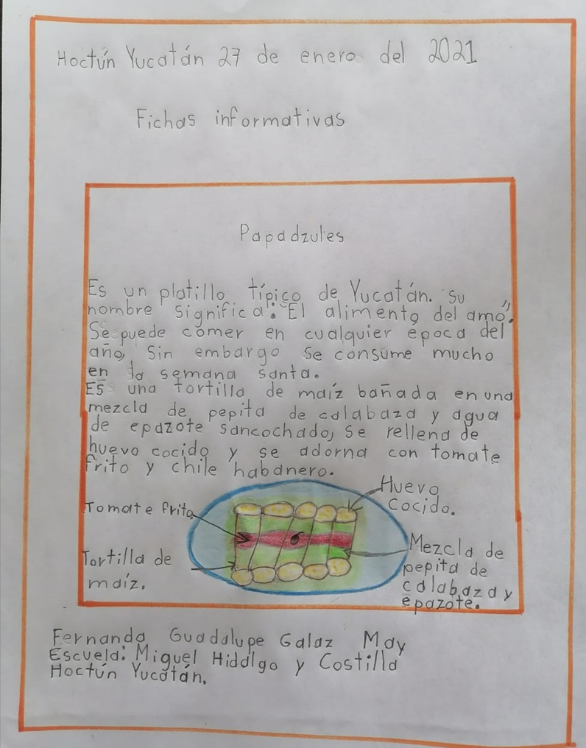 Hoctún Yucatán 27 de enero del 2021
Fichas informativas
Papadzules
Es un platillo típico de Yucatán. su
nombre significa: "El alimento del amo".
Se puede comer en cualquier época del
año, sin embargo se consume mucho
en la semana santa.
Es una tortilla de maíz bañada en una
mezcla de pepita de calabaza y agua
de epazote sancochado, se rellena de
huevo cocido y se adorna con tomate
frito y chile habanero.
Tomate frito
Huevo
cocido.
Tortilla de
maíz.
Mezcla de
pepita de
calabaza y
epazote.
Fernanda Guadalupe Galaz May
Escuela: Miguel Hidalgo y Costilla
Hoctún Yucatán.